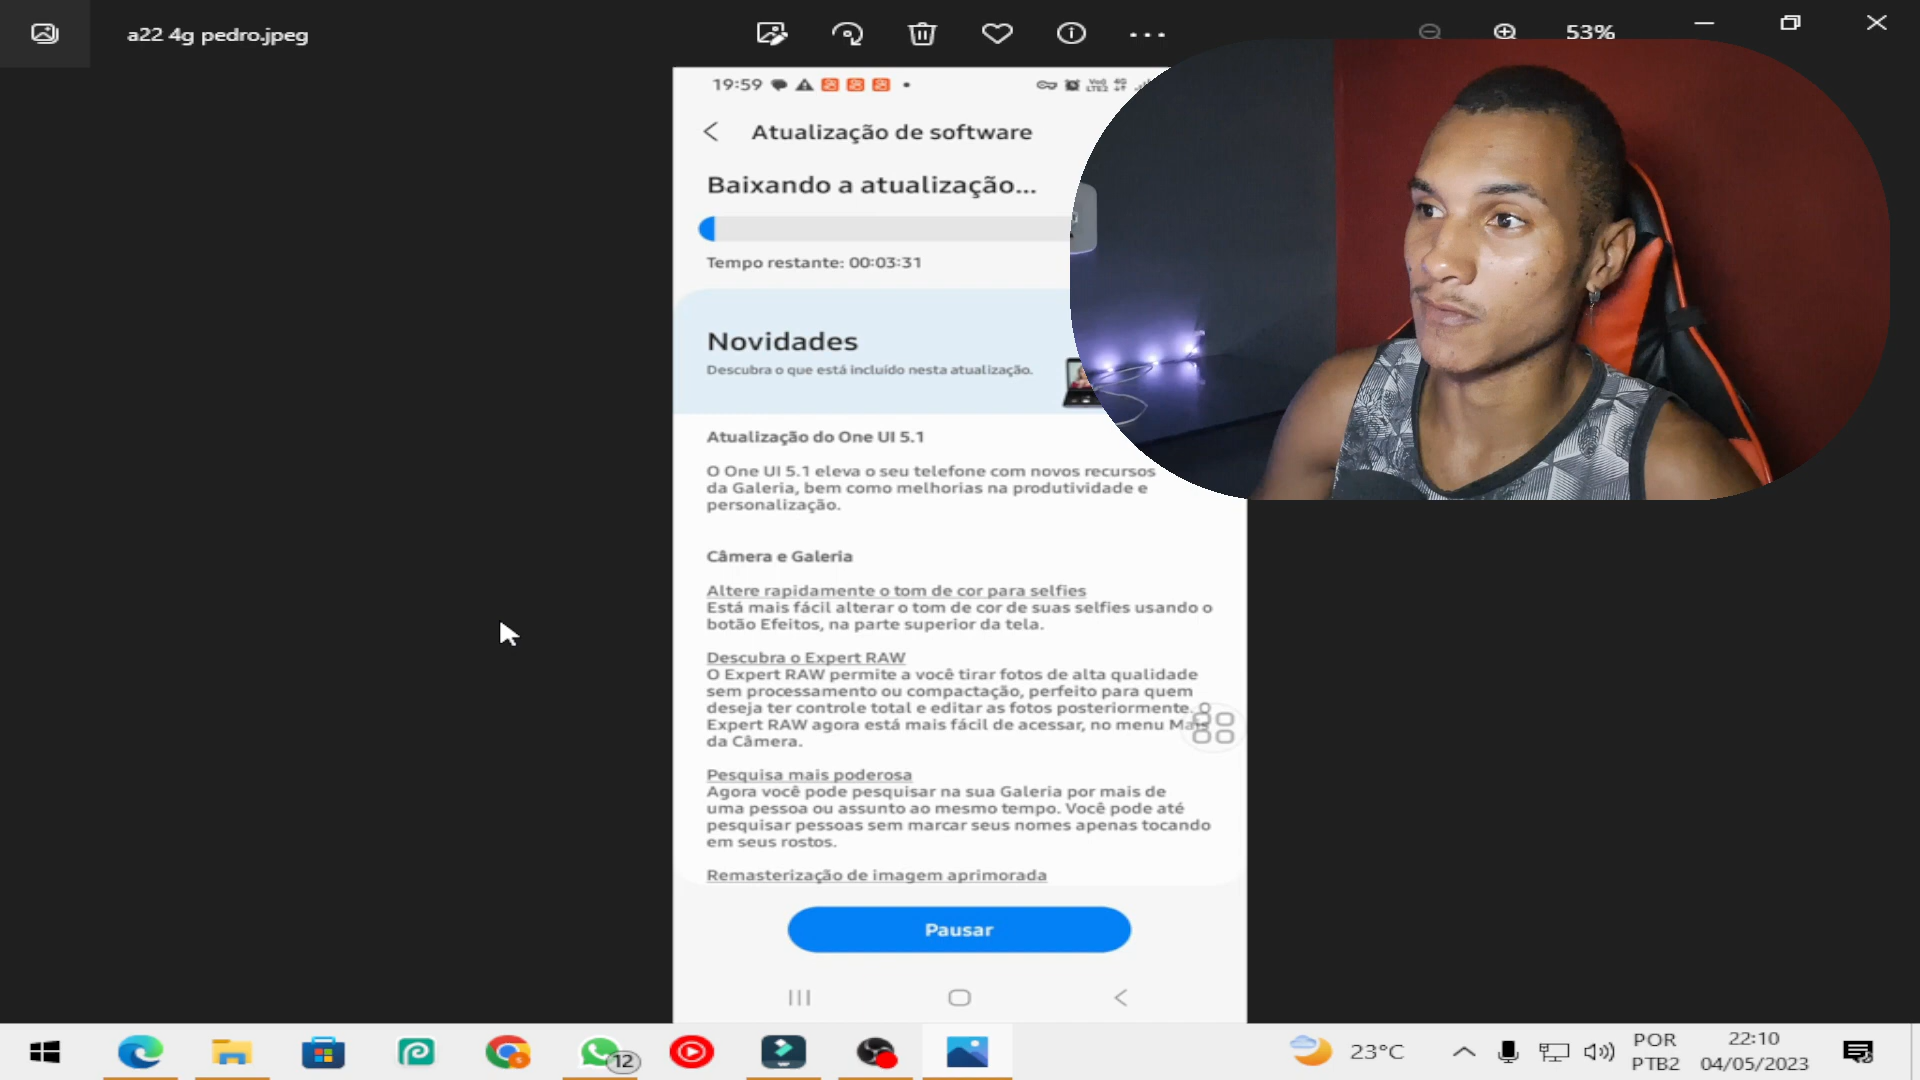 a22 4g pedro.jpeg
53%
19:59
Atualização de software
Baixando a atualização...
Tempo restante: 00:03:31
Novidades
Descubra o que está incluído nesta atualização.
Atualização do One UI 5.1
O One UI 5.1 eleva o seu telefone com novos recursos
da Galeria, bem como melhorias na produtividade e
personalização.
Câmera e Galeria
Altere rapidamente o tom de cor para selfies
Está mais fácil alterar o tom de cor de suas selfies usando o
botão Efeitos, na parte superior da tela.
Descubra o Expert RAW
O Expert RAW permite a você tirar fotos de alta qualidade
sem processamento ou compactação, perfeito para quem
deseja ter controle total e editar as fotos posteriormente. O
Expert RAW agora está mais fácil de acessar, no menu Mais
da Câmera.
Pesquisa mais poderosa
Agora você pode pesquisar na sua Galeria por mais de
uma pessoa ou assunto ao mesmo tempo. Você pode até
pesquisar pessoas sem marcar seus nomes apenas tocando
em seus rostos.
Remasterização de imagem aprimorada
Pausar
12
23°C
POR
PTB2
22:10
04/05/2023